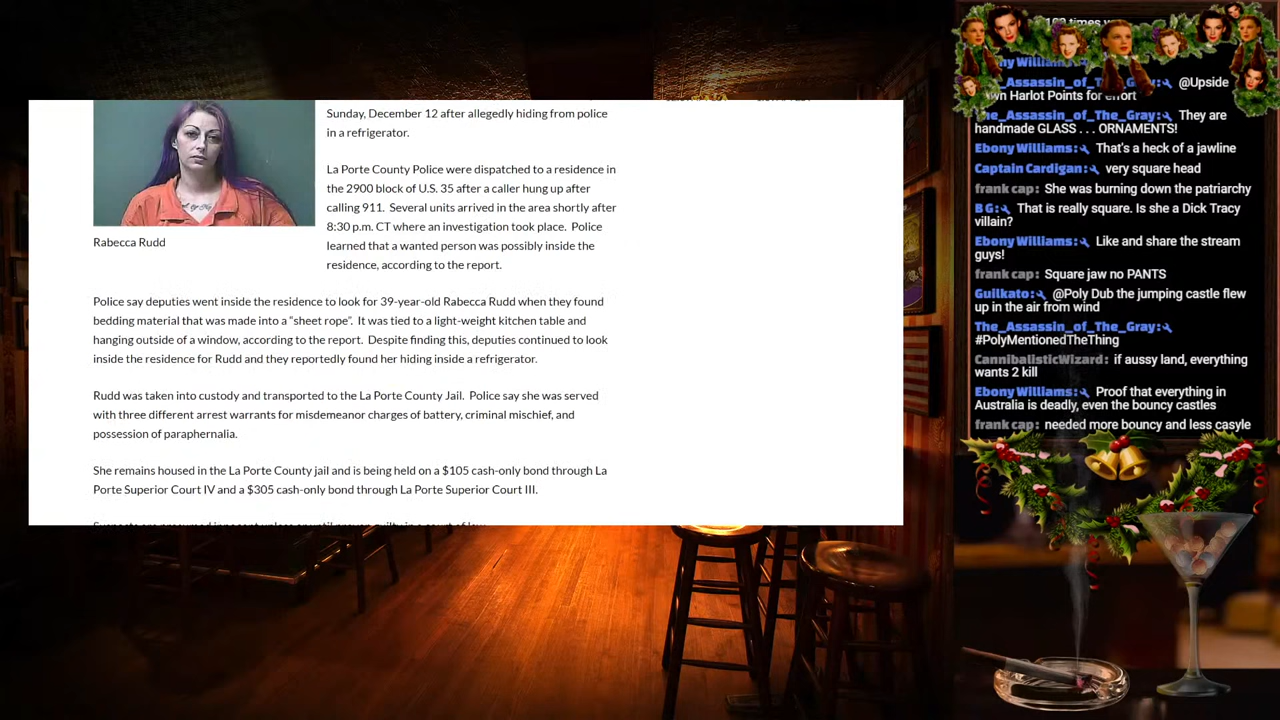 Sunday, December 12 after allegedly hiding from police
in a refrigerator.
La Porte County Police were dispatched to a residence in
the 2900 block of U.S. 35 after a caller hung up after
calling 911. Several units arrived in the area shortly after
8:30 p.m. CT where an investigation took place. Police
learned that a wanted person was possibly inside the
residence, according to the report.
Rabecca Rudd
Police say deputies went inside the residence to look for 39-year-old Rabecca Rudd when they found
bedding material that was made into a “sheet rope”. It was tied to a light-weight kitchen table and
hanging outside of a window, according to the report. Despite finding this, deputies continued to look
inside the residence for Rudd and they reportedly found her hiding inside a refrigerator.
Rudd was taken into custody and transported to the La Porte County Jail. Police say she was served
with three different arrest warrants for misdemeanor charges of battery, criminal mischief, and
possession of paraphernalia.
She remains housed in the La Porte County jail and is being held on a $105 cash-only bond through La
Porte Superior Court IV and a $305 cash-only bond through La Porte Superior Court III.
times
@Upside
Harlot Points for effort
The_Assassin_of_The_Gray: They are
handmade GLASS . . . ORNAMENTS!
Ebony Williams: That's a heck of a jawline
Captain Cardigan: very square head
frank cap: She was burning down the patriarchy
B G: That is really square. Is she a Dick Tracy
villain?
Ebony Williams: Like and share the stream
guys!
frank cap: Square jaw no PANTS
Guilkato: @Poly Dub the jumping castle flew
up in the air from wind
The_Assassin_of_The_Gray:
#PolyMentionedTheThing
CannibalisticWizard: if aussy land, everything
wants 2 kill
Ebony Williams: Proof that everything in
Australia is deadly, even the bouncy castles
frank cap: needed more bouncy and less casyle